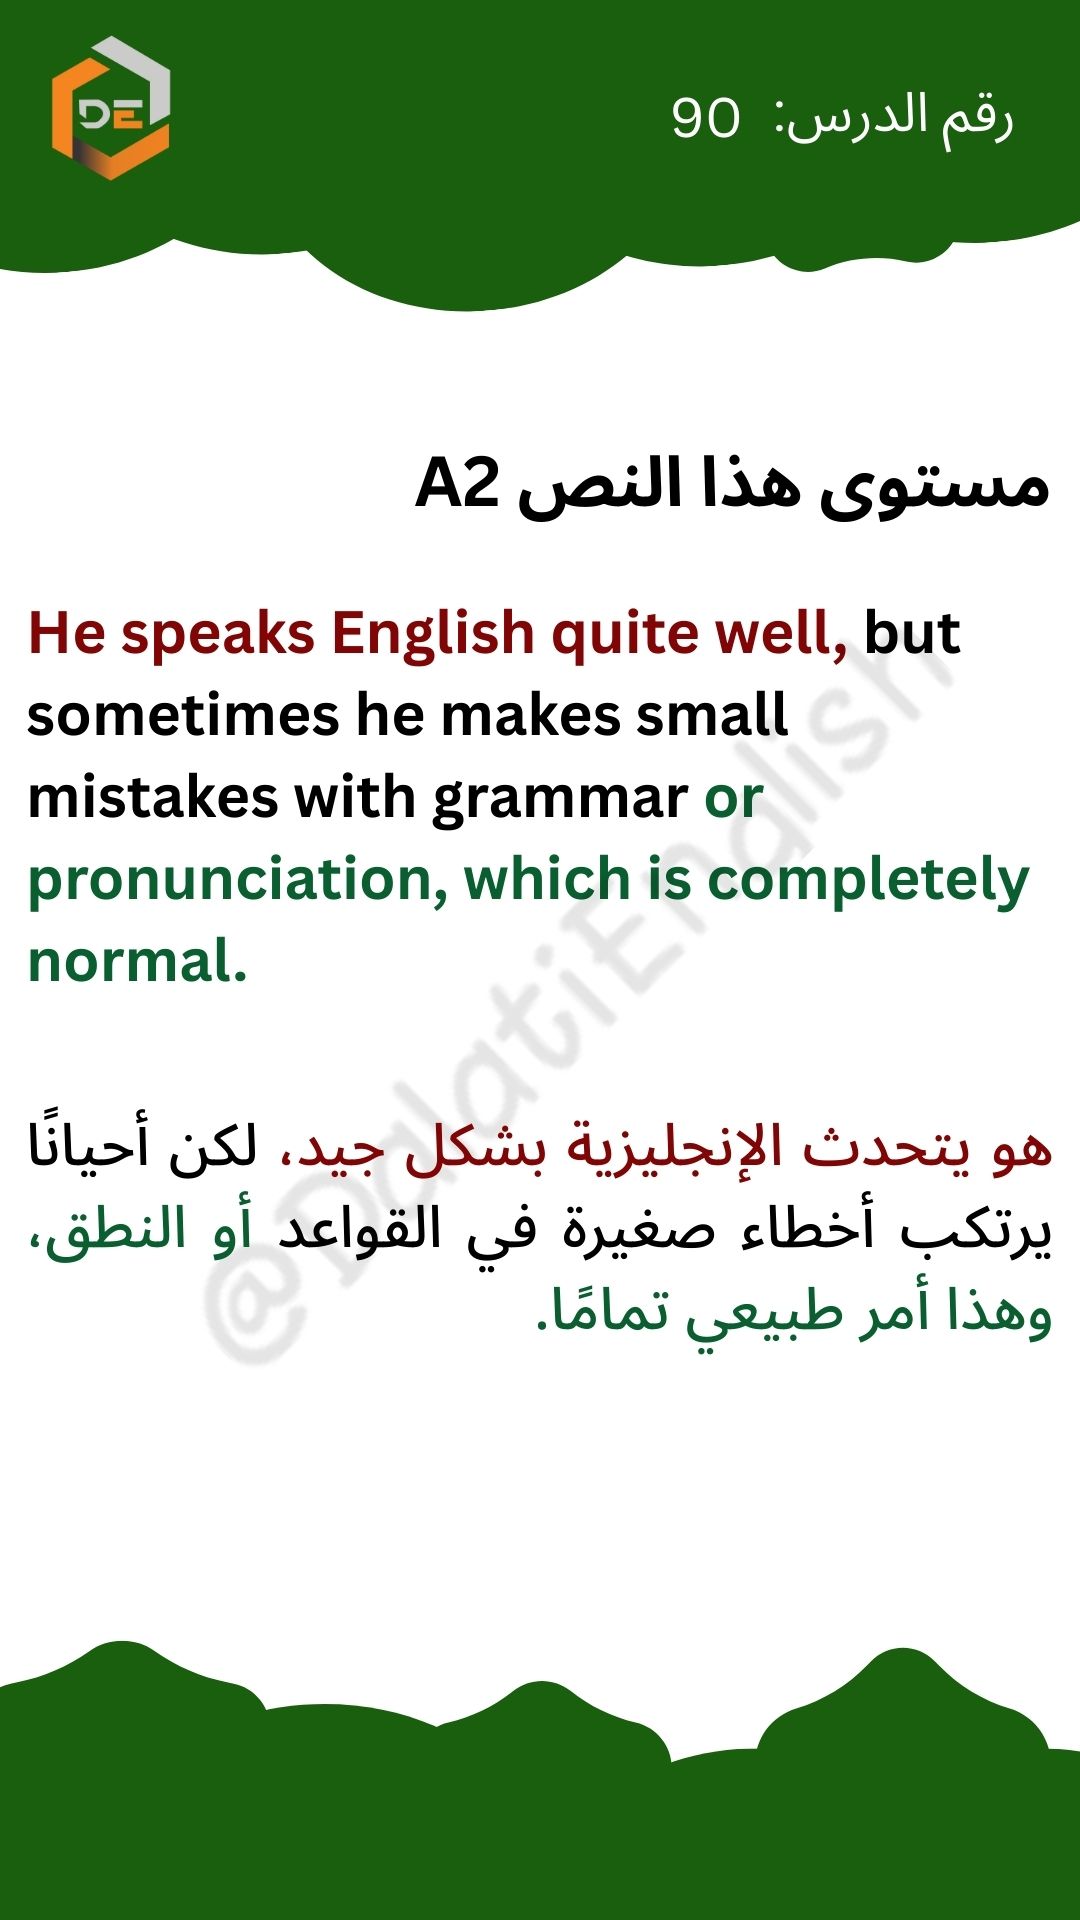 DE
رقم الدرس: 90
مستوى هذا النص A2
He speaks English quite well, but
sometimes he makes small
mistakes with grammar or
pronunciation, which is completely
normal.
هو يتحدث الإنجليزية بشكل جيد، لكن أحيانًا
يرتكب أخطاء صغيرة في القواعد أو النطق،
وهذا أمر طبيعي تمامًا.
@DalatiEnglish